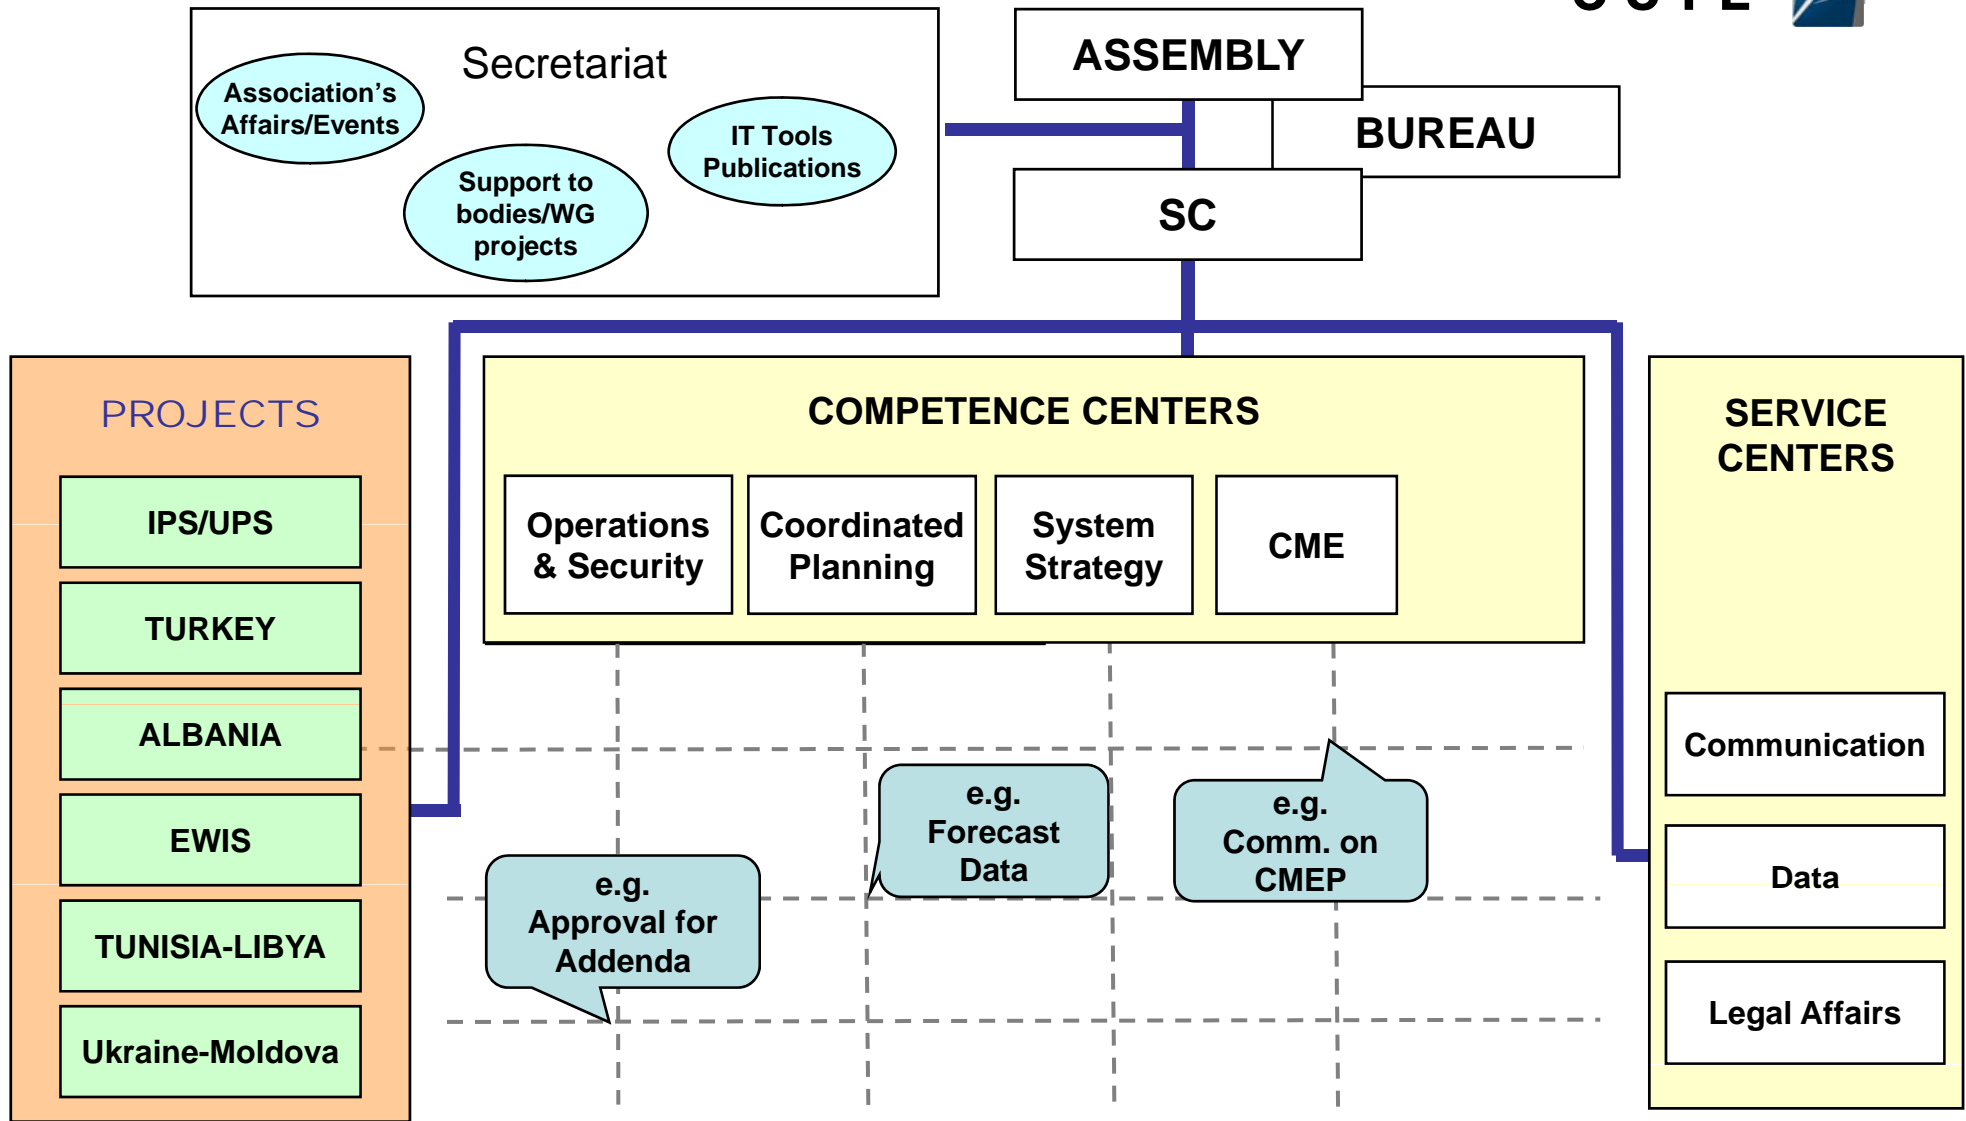 Secretariat
Association’s
Affairs/Events
Support to
bodies/WG
projects
IT Tools
Publications
ASSEMBLY
BUREAU
SC
PROJECTS
IPS/UPS
TURKEY
ALBANIA
EWIS
TUNISIA-LIBYA
Ukraine-Moldova
COMPETENCE CENTERS
Operations
& Security
Coordinated
Planning
System
Strategy
CME
e.g.
Approval for
Addenda
e.g.
Forecast
Data
e.g.
Comm. on
CMEP
SERVICE
CENTERS
Communication
Data
Legal Affairs